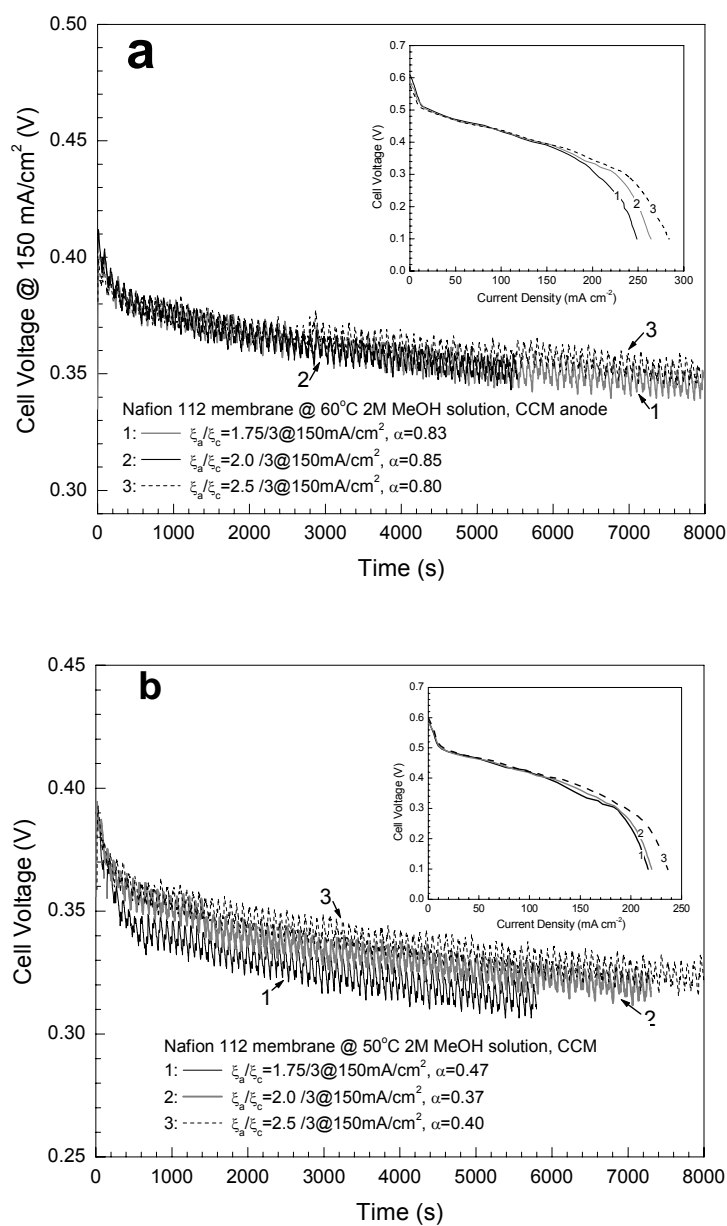 a
0.50
0.40
0.35
0.30
Cell Voltage @ 150 mA/cm² (V)
0 1000 2000 3000 4000 5000 6000 7000 8000
Time (s)
0.7
0.6
0.5
0.4
0.3
0.2
0.1
0.0
Cell Voltage (V)
0 50 100 150 200 250 300
Current Density (mA cm⁻²)
1 2 3
2
3
1
Nafion 112 membrane @ 60°C 2M MeOH solution, CCM anode
1: ξa/ξc=1.75/3@150mA/cm², α=0.83
2: ξa/ξc=2.0 /3@150mA/cm², α=0.85
3: ξa/ξc=2.5 /3@150mA/cm², α=0.80
b
0.45
0.40
0.35
0.30
0.25
Cell Voltage (V)
0 1000 2000 3000 4000 5000 6000 7000 8000
Time (s)
0.7
0.6
0.5
0.4
0.3
0.2
0.1
0.0
Cell Voltage (V)
0 50 100 150 200 250
Current Density (mA cm⁻²)
1 2 3
3
1
2
Nafion 112 membrane @ 50°C 2M MeOH solution, CCM
1: ξa/ξc=1.75/3@150mA/cm², α=0.47
2: ξa/ξc=2.0 /3@150mA/cm², α=0.37
3: ξa/ξc=2.5 /3@150mA/cm², α=0.40